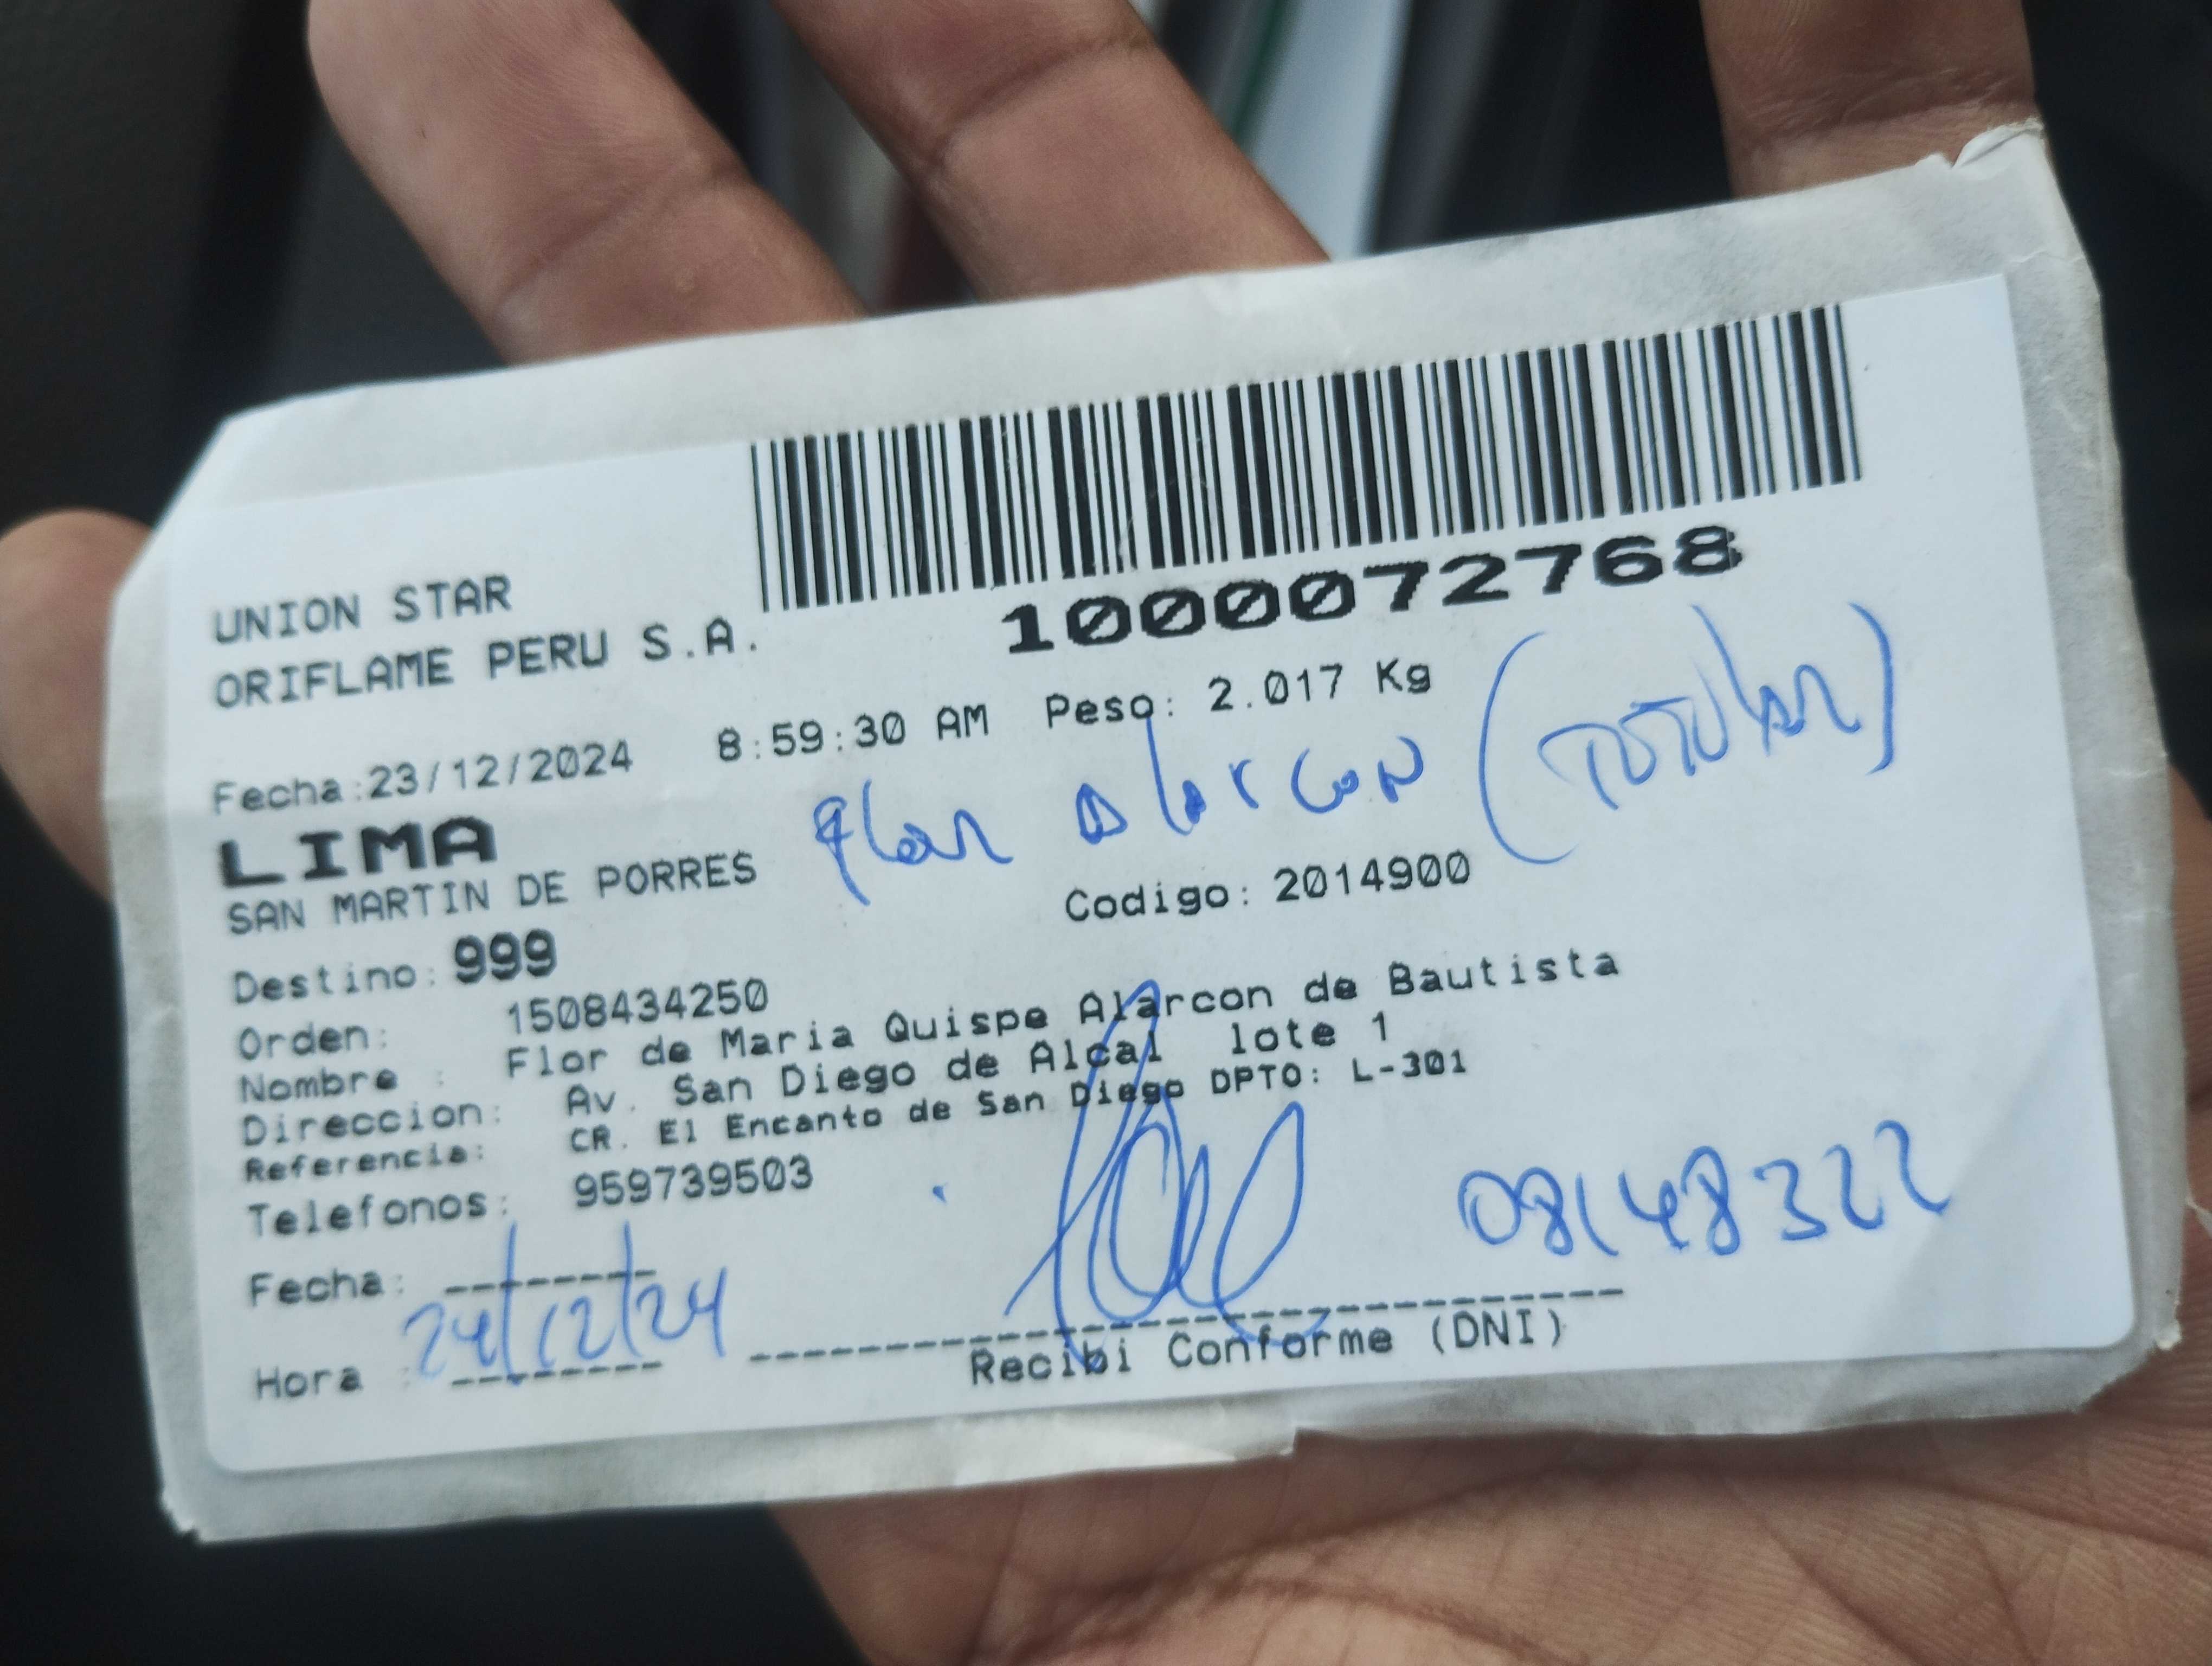 1000072768
UNION STAR
ORIFLAME PERU S.A.
Fecha:23/12/2024 8:59:30 AM Peso: 2.017 Kg
LIMA
Flor Alarcon (Titular)
SAN MARTIN DE PORRES
Codigo: 2014900
Destino: 999
Orden: 1508434250
Nombre : Flor de Maria Quispe Alarcon de Bautista
Direccion: Av. San Diego de Alcal lote 1
Referencia: CR. El Encanto de San Diego DPTO: L-301
Telefonos: 959739503
08148322
Fecha: --------
24/12/24
Hora : --------
Recibi Conforme (DNI)